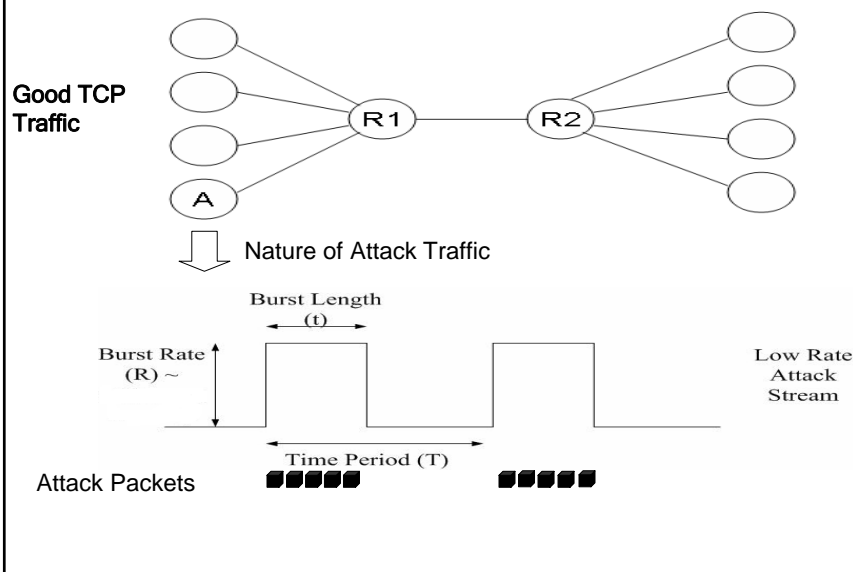 Good TCP
Traffic
R1
R2
A
Nature of Attack Traffic
Burst Length
(t)
Burst Rate
(R) ~
Low Rate
Attack
Stream
Time Period (T)
Attack Packets